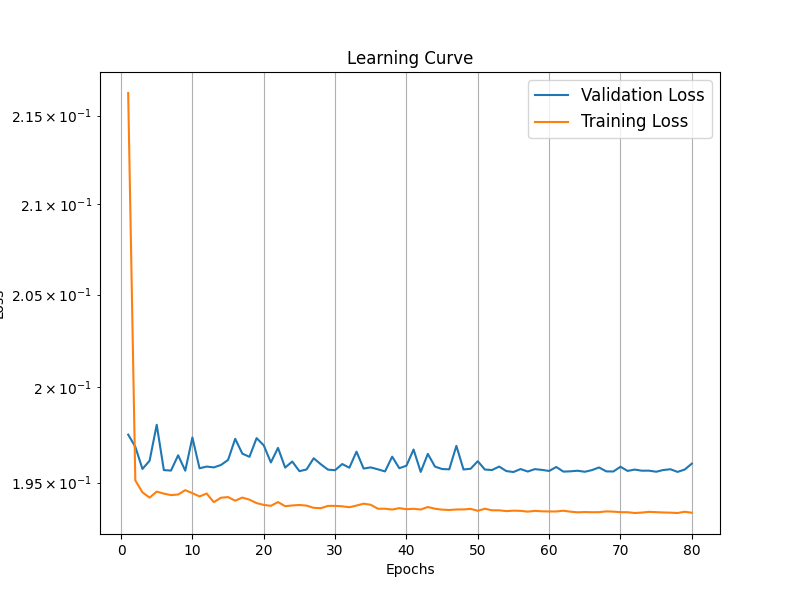 Learning Curve
Validation Loss
Training Loss
2.15 × 10⁻¹
2.1 × 10⁻¹
2.05 × 10⁻¹
2 × 10⁻¹
1.95 × 10⁻¹
Loss
0 10 20 30 40 50 60 70 80
Epochs